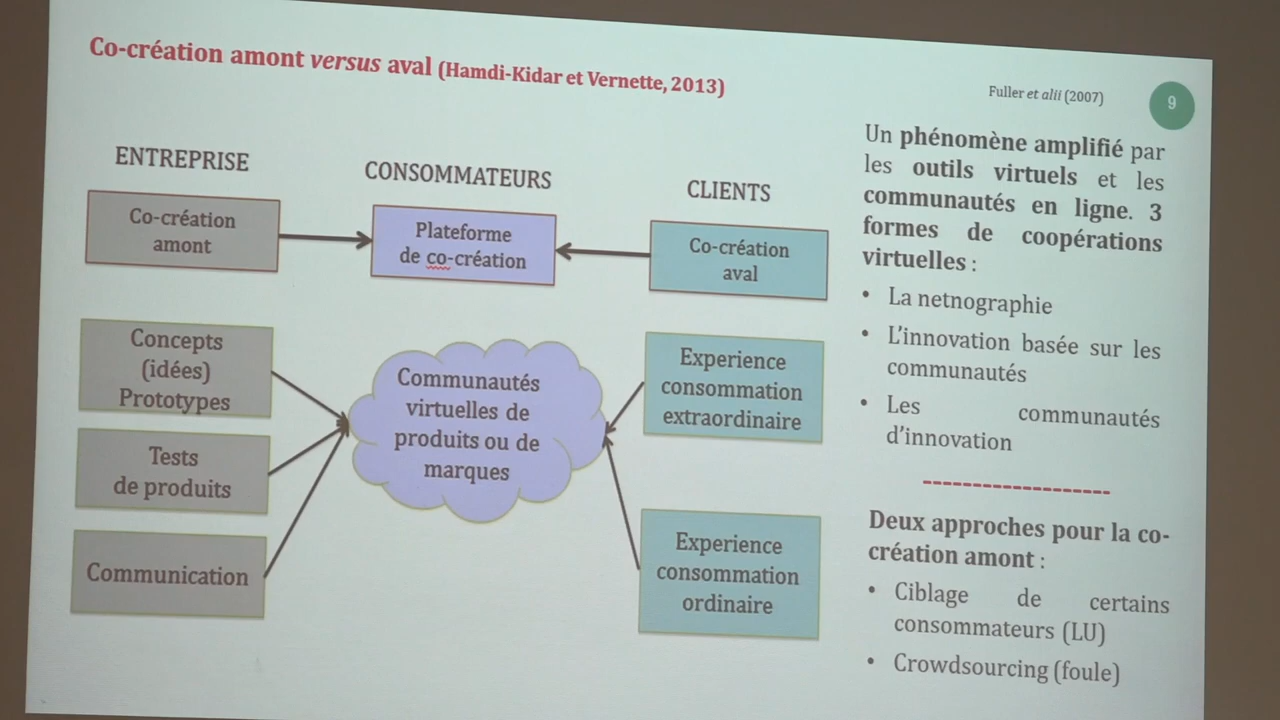 Co-création amont versus aval (Hamdi-Kidar et Vernette, 2013)
Fuller et alii (2007)
9
ENTREPRISE
CONSOMMATEURS
CLIENTS
Co-création
amont
Plateforme
de co-création
Co-création
aval
Concepts
(idées)
Prototypes
Tests
de produits
Communication
Communautés
virtuelles de
produits ou de
marques
Experience
consommation
extraordinaire
Experience
consommation
ordinaire
Un phénomène amplifié par
les outils virtuels et les
communautés en ligne. 3
formes de coopérations
virtuelles :
• La netnographie
• L'innovation basée sur les
communautés
• Les communautés
d'innovation
Deux approches pour la co-
création amont :
• Ciblage de certains
consommateurs (LU)
• Crowdsourcing (foule)